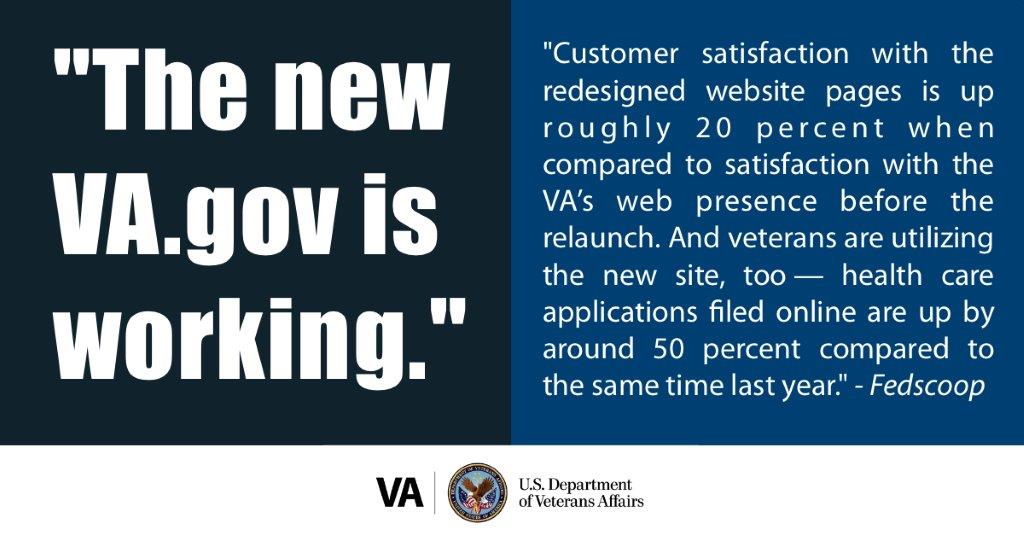 "The new
VA.gov is
working."
"Customer satisfaction with the
redesigned website pages is up
roughly 20 percent when
compared to satisfaction with the
VA’s web presence before the
relaunch. And veterans are utilizing
the new site, too — health care
applications filed online are up by
around 50 percent compared to
the same time last year." - Fedscoop
VA
U.S. Department
of Veterans Affairs